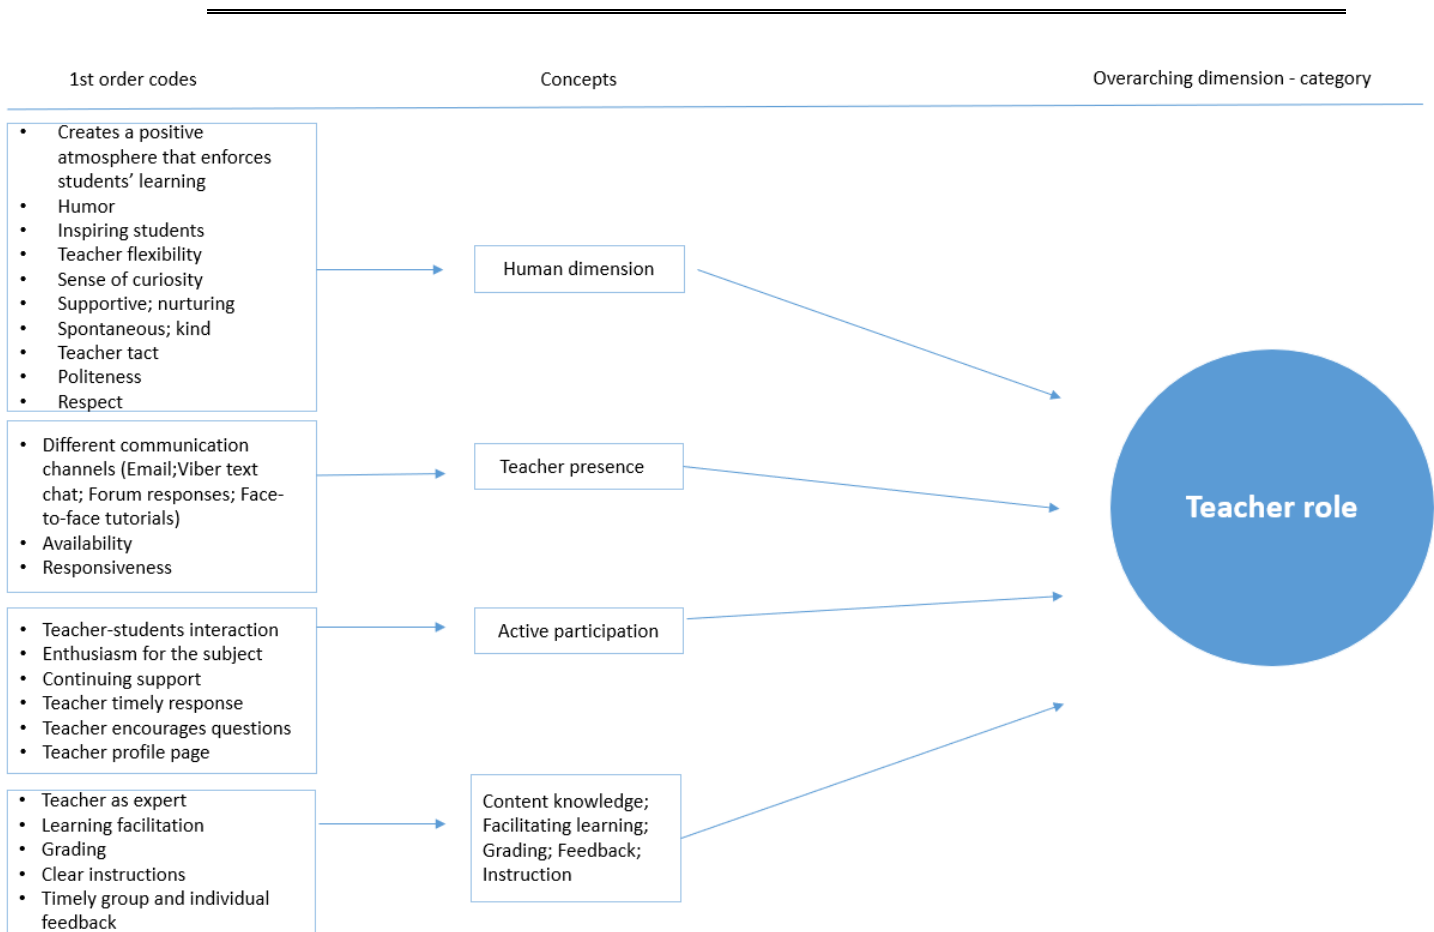 1st order codes
Concepts
Overarching dimension - category
• Creates a positive
atmosphere that enforces
students’ learning
• Humor
• Inspiring students
• Teacher flexibility
• Sense of curiosity
• Supportive; nurturing
• Spontaneous; kind
• Teacher tact
• Politeness
• Respect
Human dimension
• Different communication
channels (Email;Viber text
chat; Forum responses; Face-
to-face tutorials)
• Availability
• Responsiveness
Teacher presence
Teacher role
• Teacher-students interaction
• Enthusiasm for the subject
• Continuing support
• Teacher timely response
• Teacher encourages questions
• Teacher profile page
Active participation
• Teacher as expert
• Learning facilitation
• Grading
• Clear instructions
• Timely group and individual
feedback
Content knowledge;
Facilitating learning;
Grading; Feedback;
Instruction